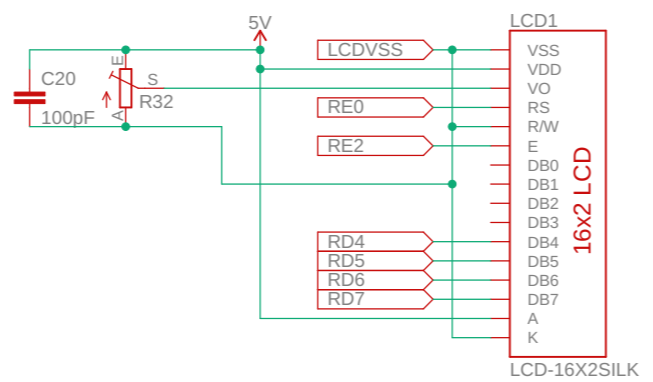 LCD1
5V
LCDVSS
VSS
VDD
C20
E
S
VO
R32
RE0
RS
100pF
A
R/W
RE2
E
DB0
DB1
DB2
DB3
16x2 LCD
RD4
DB4
RD5
DB5
RD6
DB6
RD7
DB7
A
K
LCD-16X2SILK